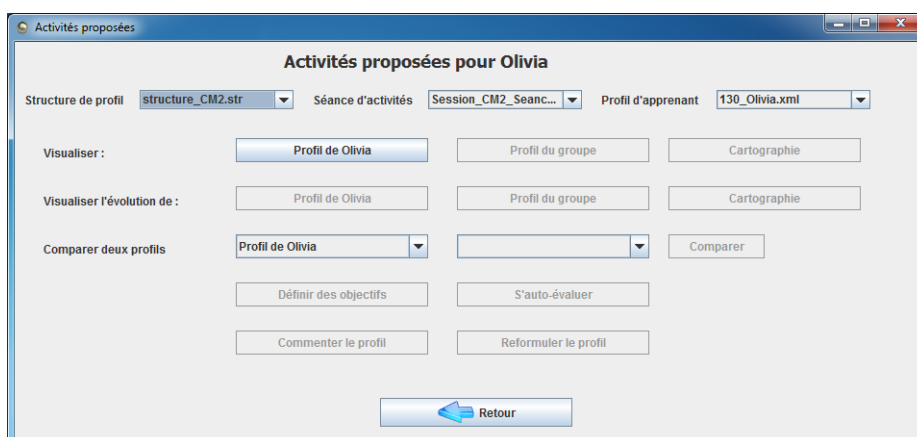 Activités proposées
Activités proposées pour Olivia
Structure de profil structure_CM2.str Séance d'activités Session_CM2_Seanc... Profil d'apprenant 130_Olivia.xml
Visualiser : Profil de Olivia Profil du groupe Cartographie
Visualiser l'évolution de : Profil de Olivia Profil du groupe Cartographie
Comparer deux profils Profil de Olivia Comparer
Définir des objectifs S'auto-évaluer
Commenter le profil Reformuler le profil
Retour